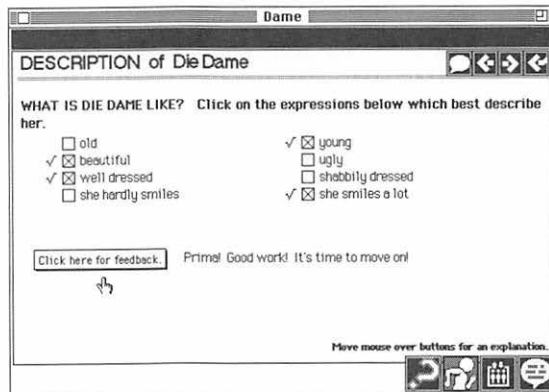 Dame
DESCRIPTION of Die Dame
WHAT IS DIE DAME LIKE? Click on the expressions below which best describe
her.
old
young
beautiful
ugly
well dressed
shabbily dressed
she hardly smiles
she smiles a lot
Click here for feedback.
Prima! Good work! It's time to move on!
Move mouse over buttons for an explanation.